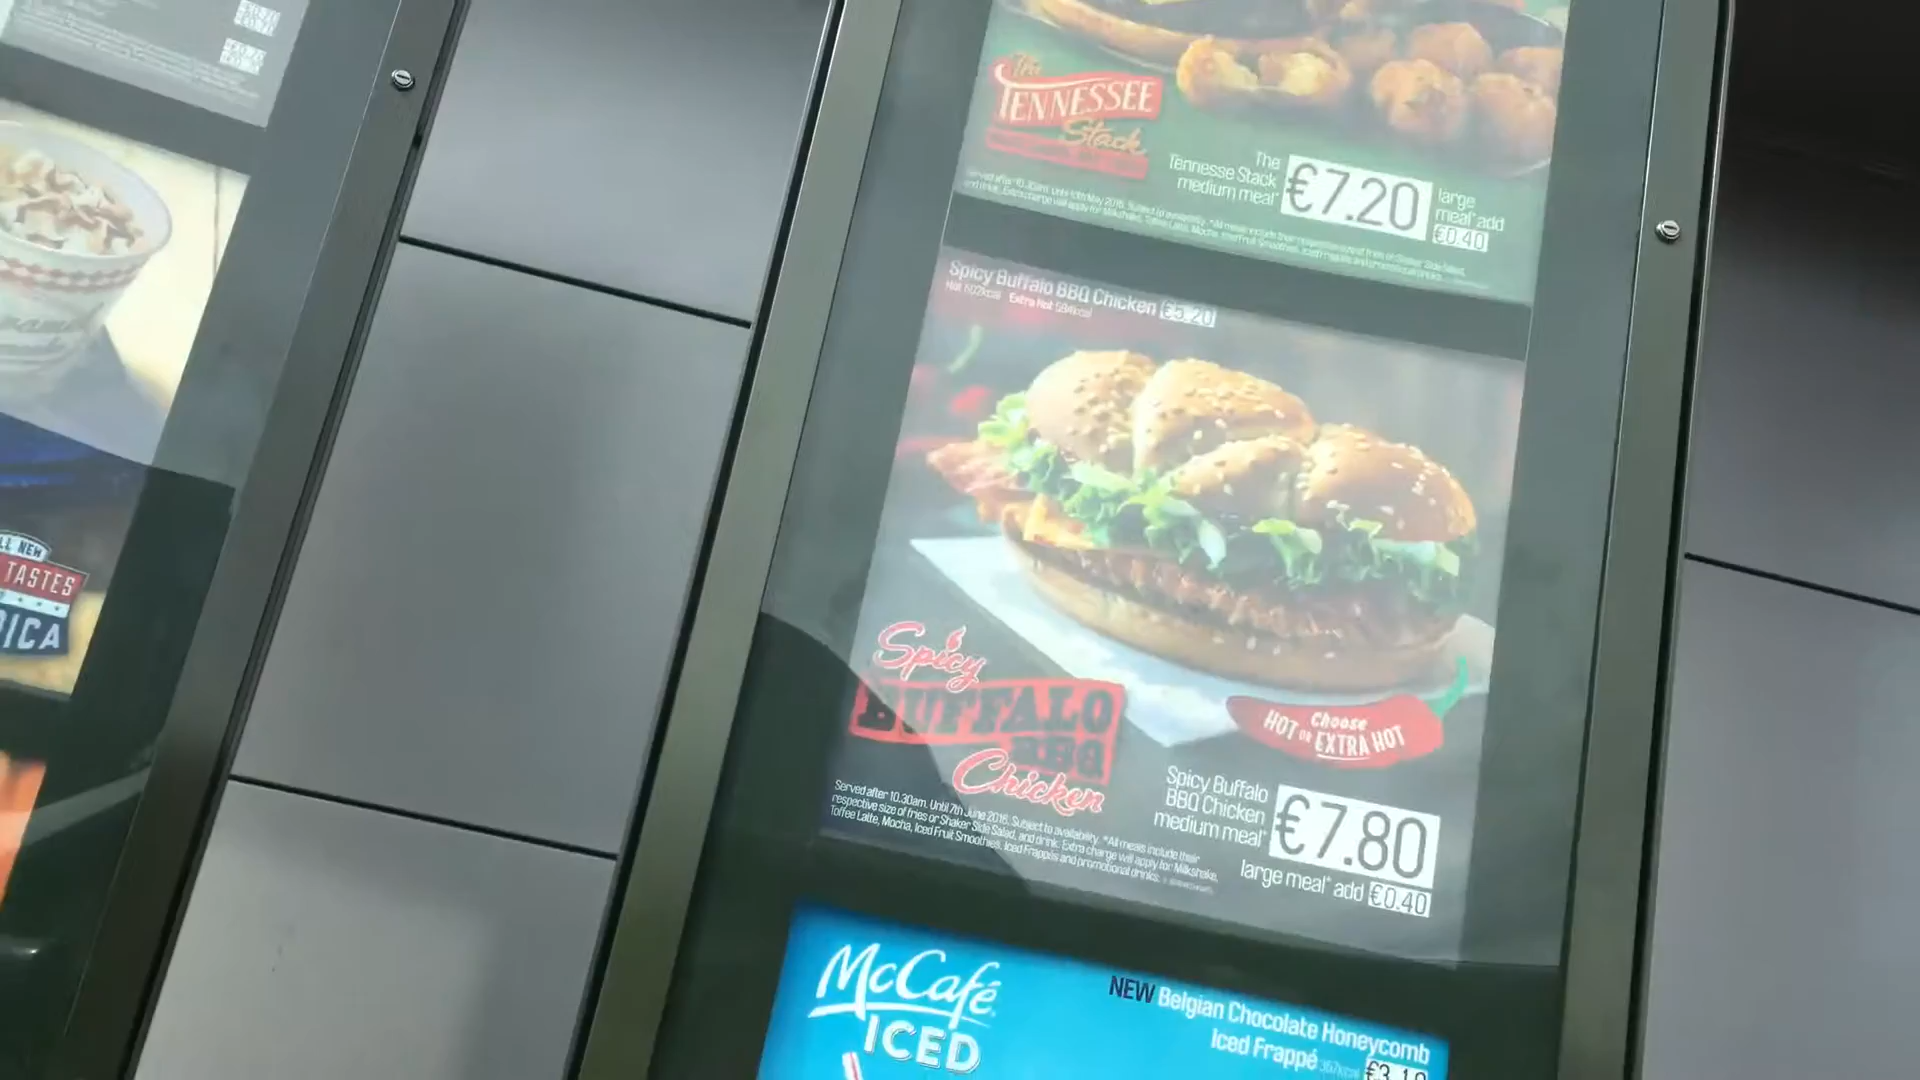 The
TENNESSEE
Stack
The
Tennesse Stack
medium meal*
€7.20
large
meal* add
€0.40
Spicy Buffalo BBQ Chicken €5.20
Hot 602kcal Extra Hot 594kcal
Spicy
BUFFALO
BBQ
Chicken
Choose
HOT OR EXTRA HOT
Served after 10.30am. Until 7th June 2016. Subject to availability. *All meals include their
respective size of fries or Shaker Side Salad, and drink. Extra charge will apply for: Milkshake,
Toffee Latte, Mocha, Iced Fruit Smoothies, Iced Frappés and promotional drinks.
Spicy Buffalo
BBQ Chicken
medium meal*
€7.80
large meal* add €0.40
McCafé
ICED
NEW Belgian Chocolate Honeycomb
Iced Frappé 367kcal €3.10
NEW
TASTES